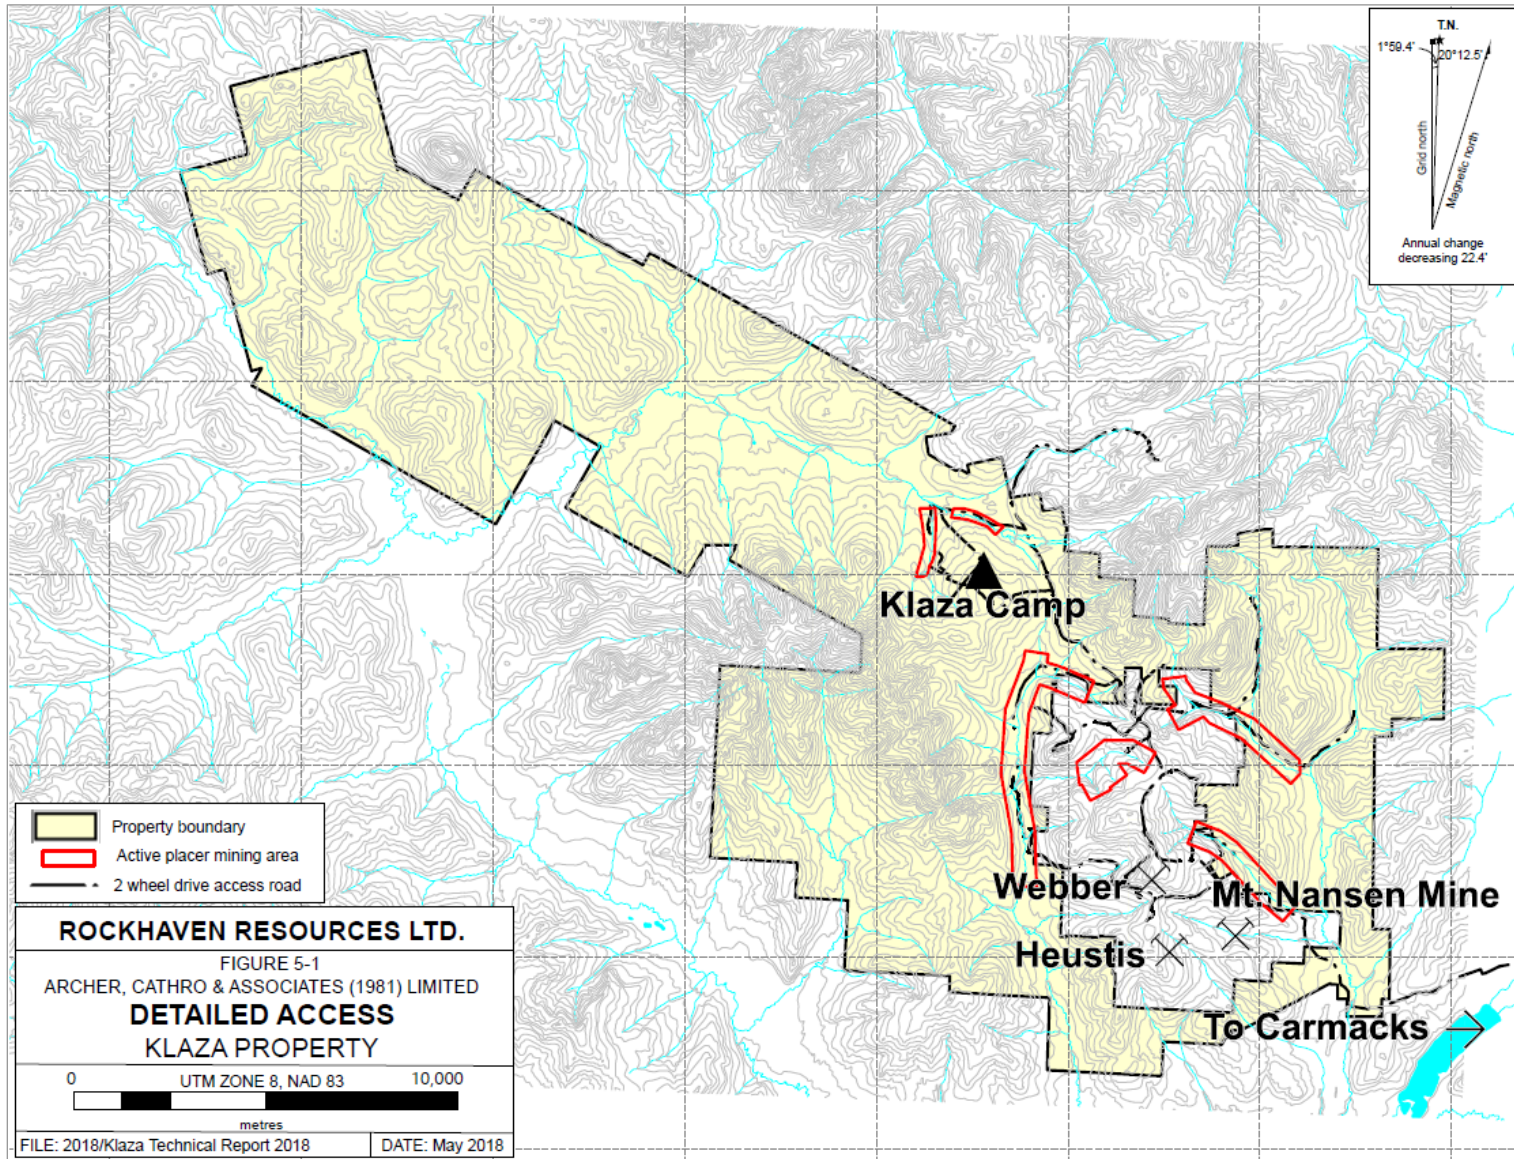 T.N.
1°59.4'
20°12.5'
Grid north
Magnetic north
Annual change
decreasing 22.4'
Klaza Camp
Webber
Mt. Nansen Mine
Heustis
To Carmacks
Property boundary
Active placer mining area
2 wheel drive access road
ROCKHAVEN RESOURCES LTD.
FIGURE 5-1
ARCHER, CATHRO & ASSOCIATES (1981) LIMITED
DETAILED ACCESS
KLAZA PROPERTY
0 UTM ZONE 8, NAD 83 10,000
metres
FILE: 2018/Klaza Technical Report 2018 DATE: May 2018